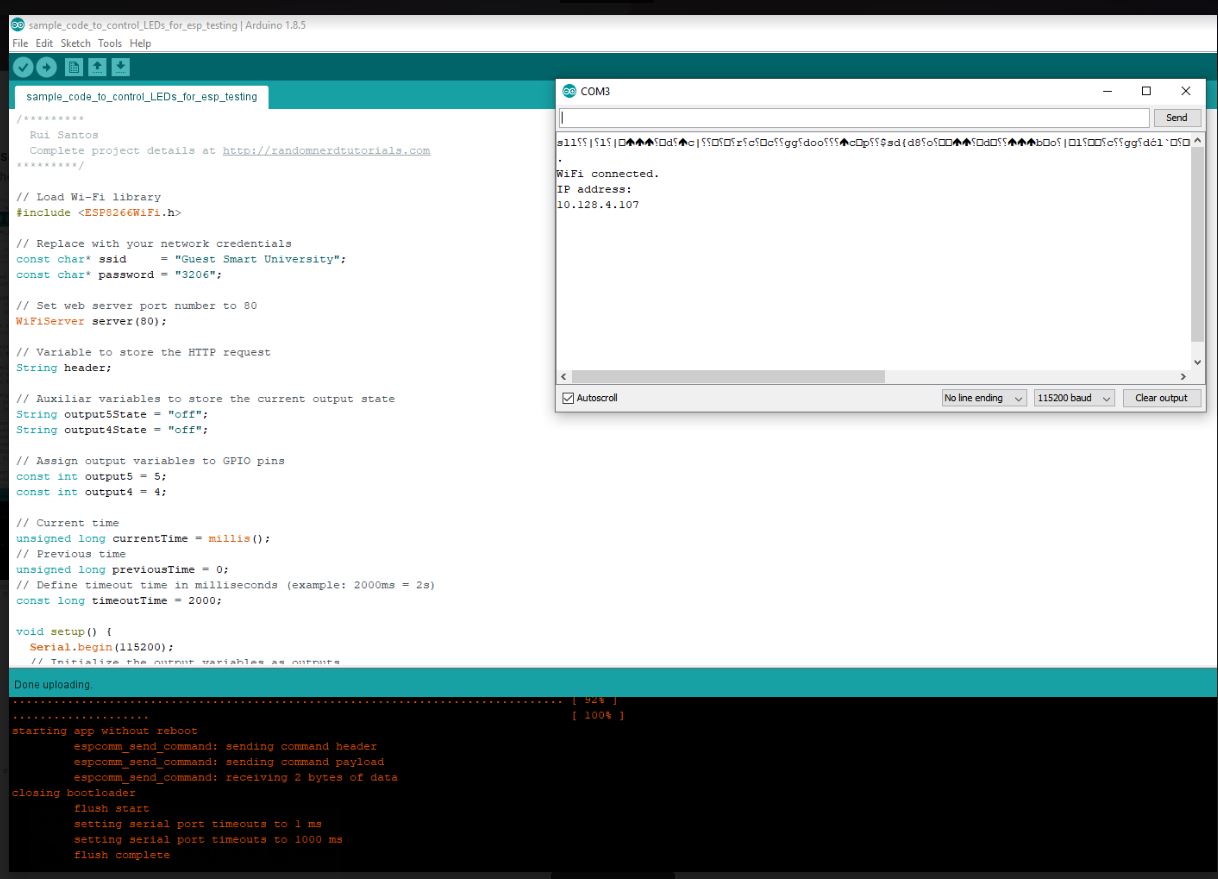 sample_code_to_control_LEDs_for_esp_testing | Arduino 1.8.5
File Edit Sketch Tools Help
sample_code_to_control_LEDs_for_esp_testing
/*********
Rui Santos
Complete project details at http://randomnerdtutorials.com
*********/
// Load Wi-Fi library
#include <ESP8266WiFi.h>
// Replace with your network credentials
const char* ssid     = "Guest Smart University";
const char* password = "3206";
// Set web server port number to 80
WiFiServer server(80);
// Variable to store the HTTP request
String header;
// Auxiliar variables to store the current output state
String output5State = "off";
String output4State = "off";
// Assign output variables to GPIO pins
const int output5 = 5;
const int output4 = 4;
// Current time
unsigned long currentTime = millis();
// Previous time
unsigned long previousTime = 0;
// Define timeout time in milliseconds (example: 2000ms = 2s)
const long timeoutTime = 2000;
void setup() {
Serial.begin(115200);
// Initialize the output variables as outputs
COM3
Send
.
WiFi connected.
IP address:
10.128.4.107
Autoscroll
No line ending
115200 baud
Clear output
Done uploading.
................................................................................ [ 92% ]
.................... [ 100% ]
starting app without reboot
espcomm_send_command: sending command header
espcomm_send_command: sending command payload
espcomm_send_command: receiving 2 bytes of data
closing bootloader
flush start
setting serial port timeouts to 1 ms
setting serial port timeouts to 1000 ms
flush complete